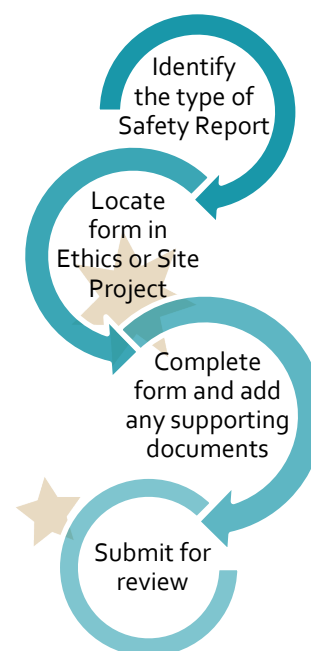 Identify
the type of
Safety Report
Locate
form in
Ethics or Site
Project
Complete
form and add
any supporting
documents
Submit for
review